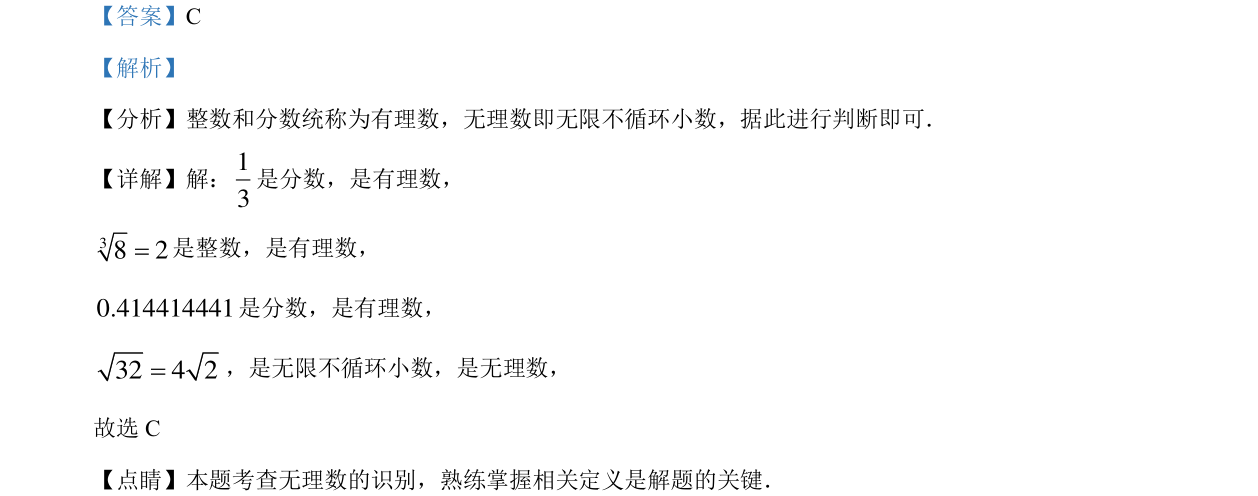 【答案】C
【解析】
【分析】整数和分数统称为有理数，无理数即无限不循环小数，据此进行判断即可．
【详解】解：$\frac{1}{3}$是分数，是有理数，
$\sqrt[3]{8}=2$是整数，是有理数，
0.414414441是分数，是有理数，
$\sqrt{32}=4\sqrt{2}$，是无限不循环小数，是无理数，
故选 C
【点睛】本题考查无理数的识别，熟练掌握相关定义是解题的关键．